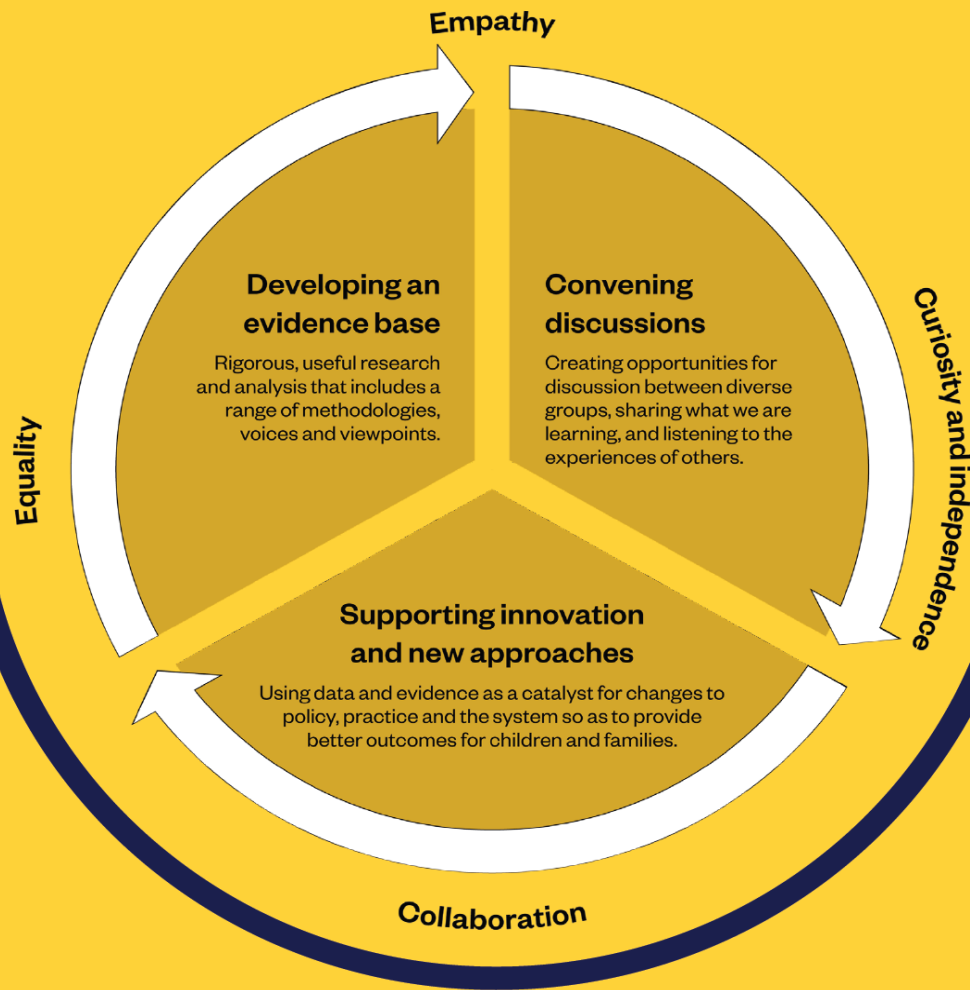 Empathy
Developing an
evidence base
Rigorous, useful research
and analysis that includes a
range of methodologies,
voices and viewpoints.
Convening
discussions
Creating opportunities for
discussion between diverse
groups, sharing what we are
learning, and listening to the
experiences of others.
Curiosity and independence
Equality
Supporting innovation
and new approaches
Using data and evidence as a catalyst for changes to
policy, practice and the system so as to provide
better outcomes for children and families.
Collaboration